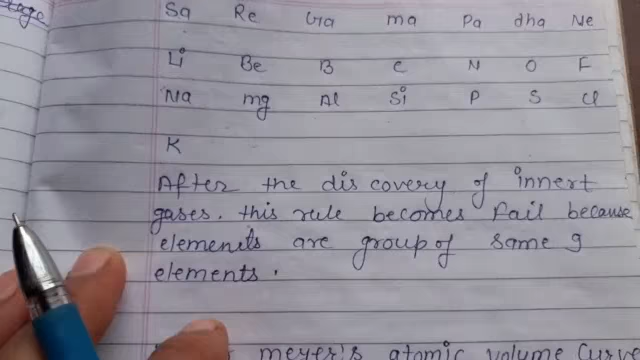 Sa Re Ga ma Pa dha Ne
Li Be B C N O F
Na mg Al Si P S Cl
K
After the discovery of innert
gases. this rule becomes fail because
elements are group of same 9
elements.
meyer's atomic volume curve